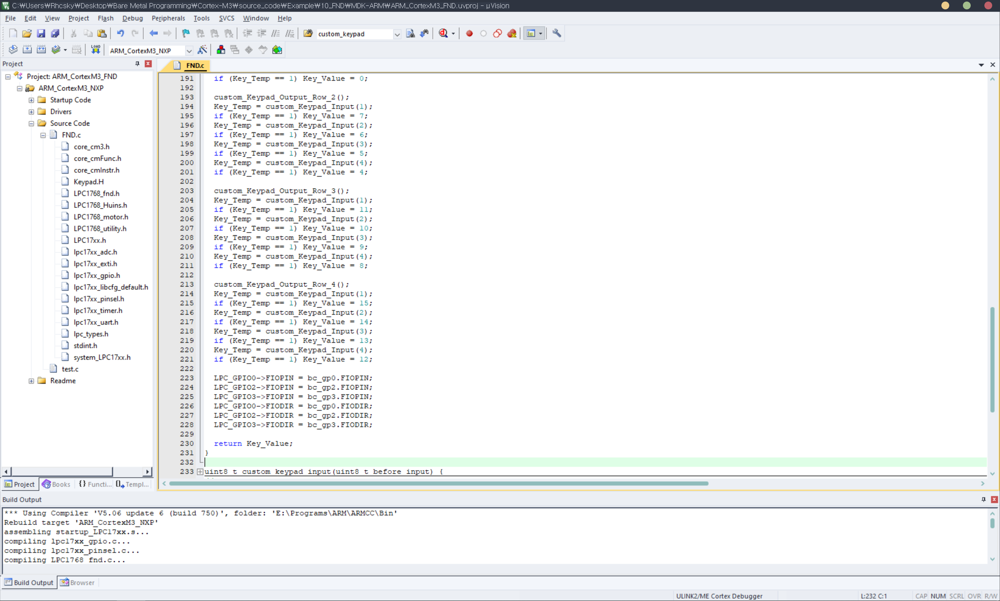 C:₩Users₩Rhcsky₩Desktop₩Bare Metal Programming₩Cortex-M3₩source_code₩Example₩10_FND₩MDK-ARM₩ARM_CortexM3_FND.uvproj - µVision
File Edit View Project Flash Debug Peripherals Tools SVCS Window Help
custom_keypad
LOAD ARM_CortexM3_NXP
Project
FND.c
Project: ARM_CortexM3_FND
ARM_CortexM3_NXP
Startup Code
Drivers
Source Code
FND.c
core_cm3.h
core_cmFunc.h
core_cmInstr.h
Keypad.H
LPC1768_fnd.h
LPC1768_Huins.h
LPC1768_motor.h
LPC1768_utility.h
LPC17xx.h
lpc17xx_adc.h
lpc17xx_exti.h
lpc17xx_gpio.h
lpc17xx_libcfg_default.h
lpc17xx_pinsel.h
lpc17xx_timer.h
lpc17xx_uart.h
lpc_types.h
stdint.h
system_LPC17xx.h
test.c
Readme
Project Books {} Functi... Templ...
191 if (Key_Temp == 1) Key_Value = 0;
192
193 custom_Keypad_Output_Row_2();
194 Key_Temp = custom_Keypad_Input(1);
195 if (Key_Temp == 1) Key_Value = 7;
196 Key_Temp = custom_Keypad_Input(2);
197 if (Key_Temp == 1) Key_Value = 6;
198 Key_Temp = custom_Keypad_Input(3);
199 if (Key_Temp == 1) Key_Value = 5;
200 Key_Temp = custom_Keypad_Input(4);
201 if (Key_Temp == 1) Key_Value = 4;
202
203 custom_Keypad_Output_Row_3();
204 Key_Temp = custom_Keypad_Input(1);
205 if (Key_Temp == 1) Key_Value = 11;
206 Key_Temp = custom_Keypad_Input(2);
207 if (Key_Temp == 1) Key_Value = 10;
208 Key_Temp = custom_Keypad_Input(3);
209 if (Key_Temp == 1) Key_Value = 9;
210 Key_Temp = custom_Keypad_Input(4);
211 if (Key_Temp == 1) Key_Value = 8;
212
213 custom_Keypad_Output_Row_4();
214 Key_Temp = custom_Keypad_Input(1);
215 if (Key_Temp == 1) Key_Value = 15;
216 Key_Temp = custom_Keypad_Input(2);
217 if (Key_Temp == 1) Key_Value = 14;
218 Key_Temp = custom_Keypad_Input(3);
219 if (Key_Temp == 1) Key_Value = 13;
220 Key_Temp = custom_Keypad_Input(4);
221 if (Key_Temp == 1) Key_Value = 12;
222
223 LPC_GPIO0->FIOPIN = bc_gp0.FIOPIN;
224 LPC_GPIO2->FIOPIN = bc_gp2.FIOPIN;
225 LPC_GPIO3->FIOPIN = bc_gp3.FIOPIN;
226 LPC_GPIO0->FIODIR = bc_gp0.FIODIR;
227 LPC_GPIO2->FIODIR = bc_gp2.FIODIR;
228 LPC_GPIO3->FIODIR = bc_gp3.FIODIR;
229
230 return Key_Value;
231 }
232
233 uint8_t custom_keypad_input(uint8_t before_input) {
Build Output
*** Using Compiler 'V5.06 update 6 (build 750)', folder: 'E:\Programs\ARM\ARMCC\Bin'
Rebuild target 'ARM_CortexM3_NXP'
assembling startup_LPC17xx.s...
compiling lpc17xx_gpio.c...
compiling lpc17xx_pinsel.c...
compiling LPC1768_fnd.c...
Build Output Browser
ULINK2/ME Cortex Debugger L:232 C:1 CAP NUM SCRL OVR R/W